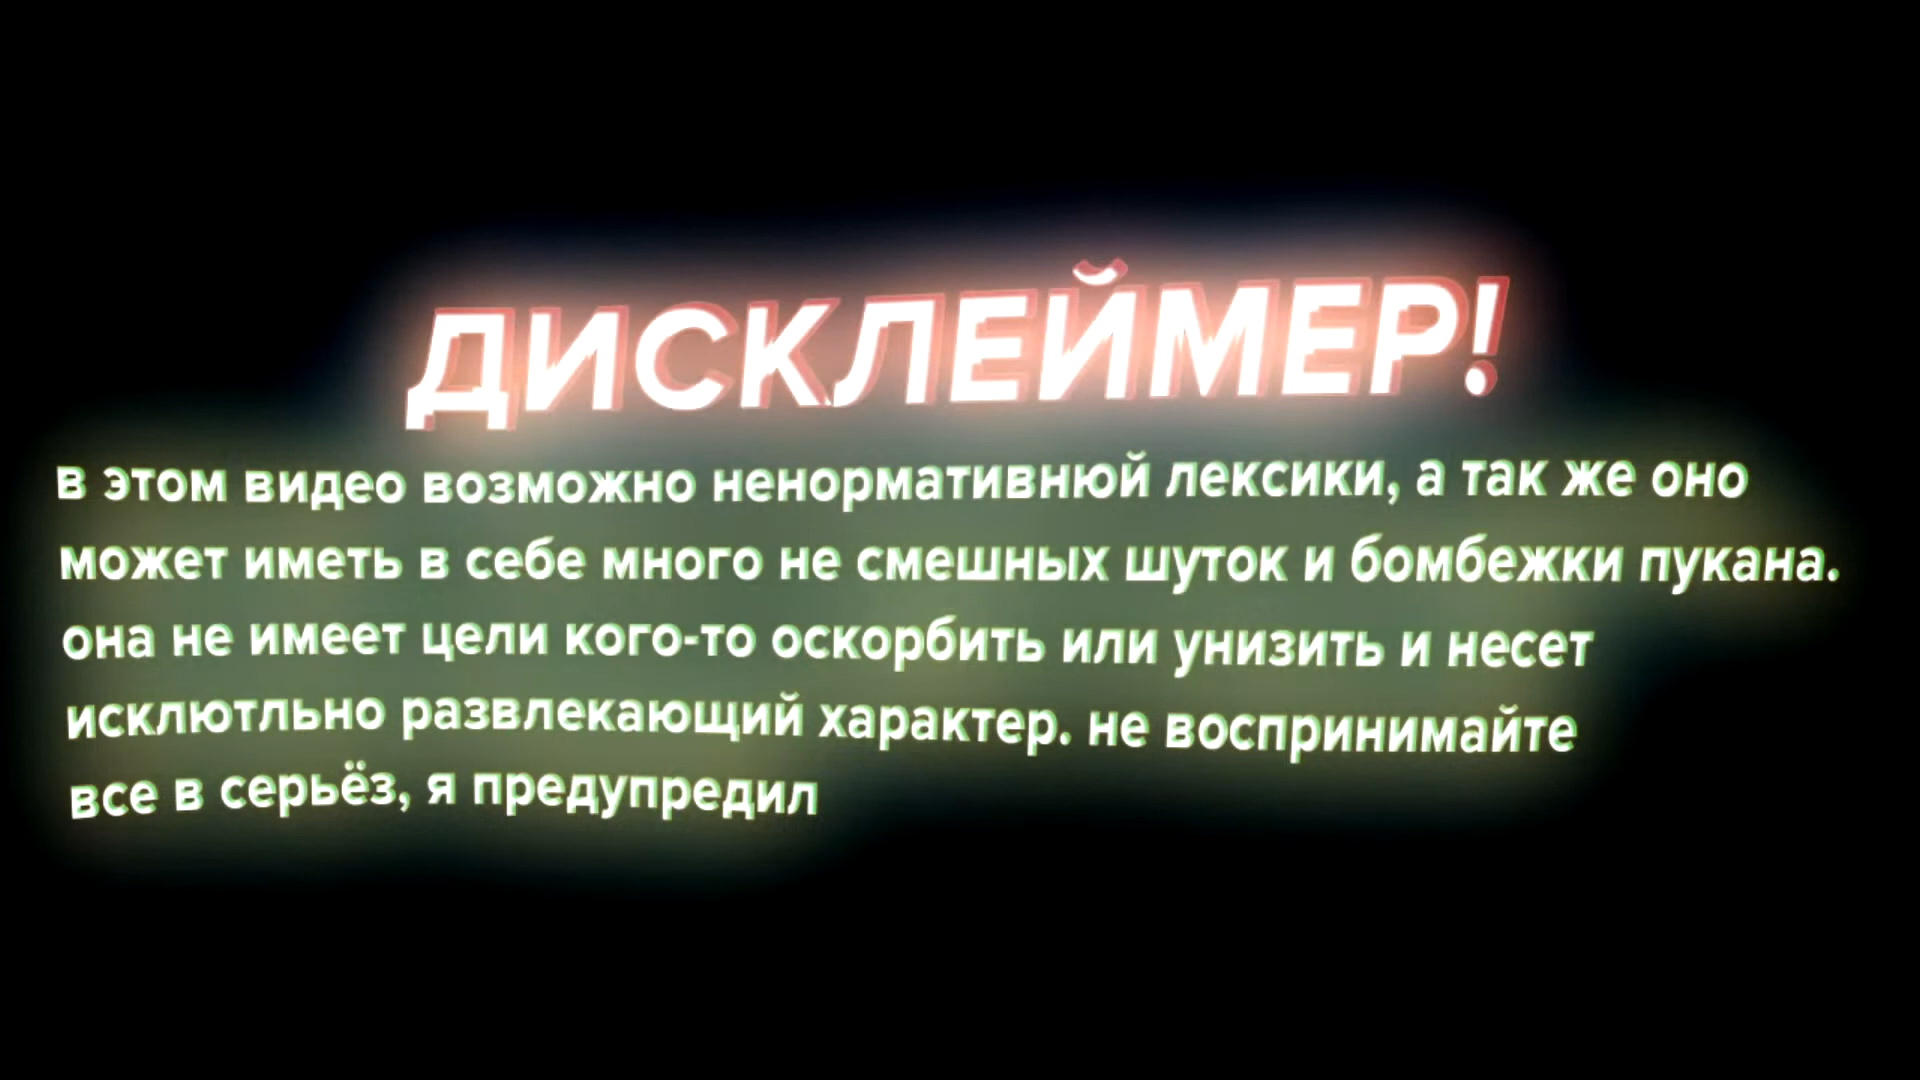 ДИСКЛЕЙМЕР!
в этом видео возможно ненормативнюй лексики, а так же оно
может иметь в себе много не смешных шуток и бомбежки пукана.
она не имеет цели кого-то оскорбить или унизить и несет
исклютльно развлекающий характер. не воспринимайте
все в серьёз, я предупредил